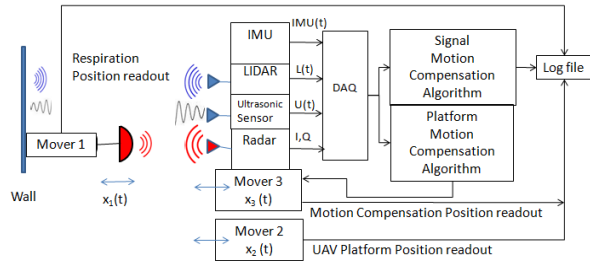 Respiration
Position readout
IMU
LIDAR
Ultrasonic
Sensor
Radar
IMU(t)
L(t)
U(t)
I,Q
DAQ
Signal
Motion
Compensation
Algorithm
Platform
Motion
Compensation
Algorithm
Log file
Mover 1
Wall
x₁(t)
Mover 3
x₃ (t)
Motion Compensation Position readout
Mover 2
x₂ (t)
UAV Platform Position readout